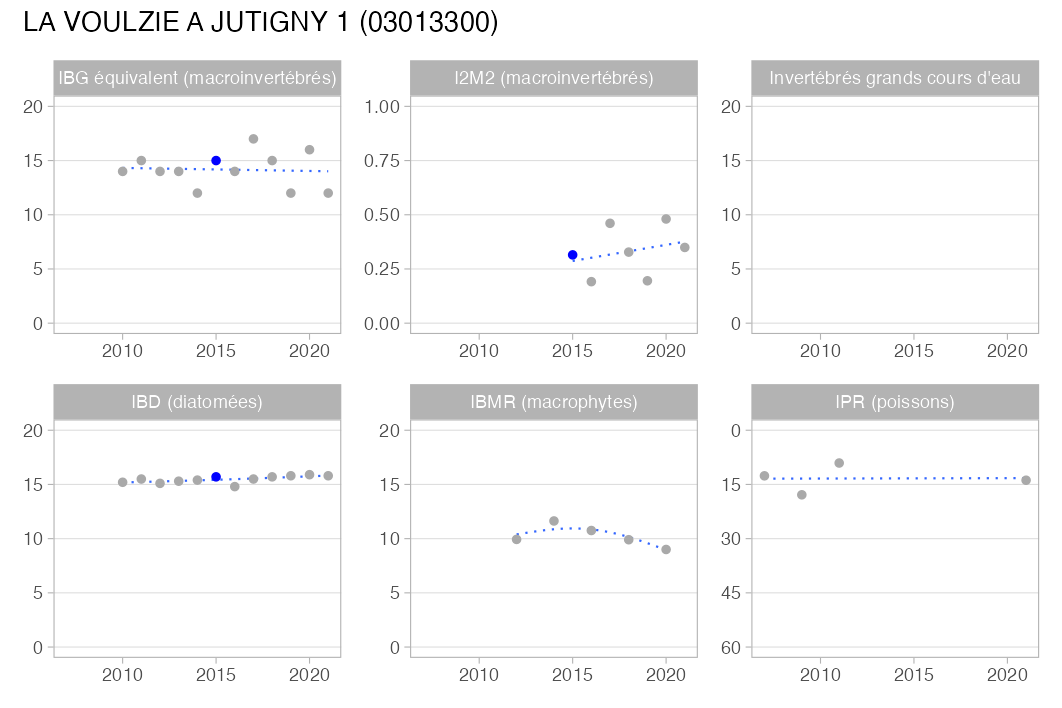 LA VOULZIE A JUTIGNY 1 (03013300)
IBG équivalent (macroinvertébrés)
20
15
10
5
0
2010 2015 2020
I2M2 (macroinvertébrés)
1.00
0.75
0.50
0.25
0.00
2010 2015 2020
Invertébrés grands cours d'eau
20
15
10
5
0
2010 2015 2020
IBD (diatomées)
20
15
10
5
0
2010 2015 2020
IBMR (macrophytes)
20
15
10
5
0
2010 2015 2020
IPR (poissons)
0
15
30
45
60
2010 2015 2020